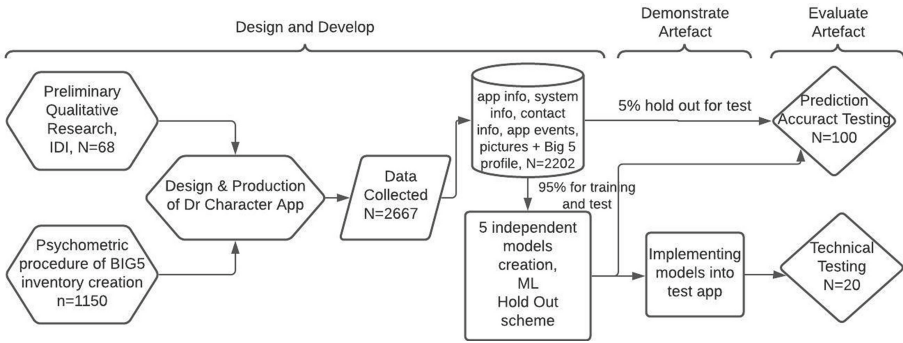 Design and Develop
Demonstrate
Artefact
Evaluate
Artefact
Preliminary
Qualitative
Research,
IDI, N=68
Psychometric
procedure of BIG5
inventory creation
n=1150
Design & Production
of Dr Character App
Data
Collected
N=2667
app info, system
info, contact
info, app events,
pictures + Big 5
profile, N=2202
5% hold out for test
95% for training
and test
5 independent
models
creation,
ML
Hold Out
scheme
Implementing
models into
test app
Prediction
Accuract Testing
N=100
Technical
Testing
N=20